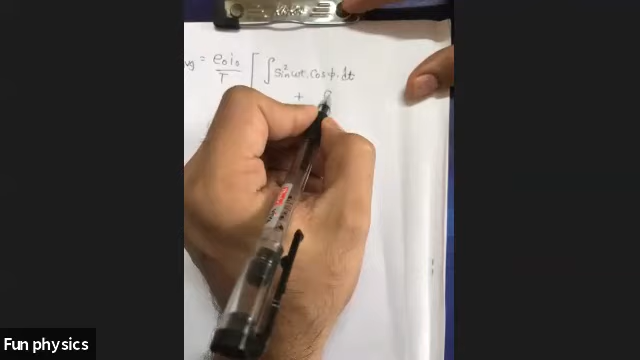 vg = e₀i₀/T [ ∫ sin²ωt. cosφ. dt
+ ∫
Fun physics